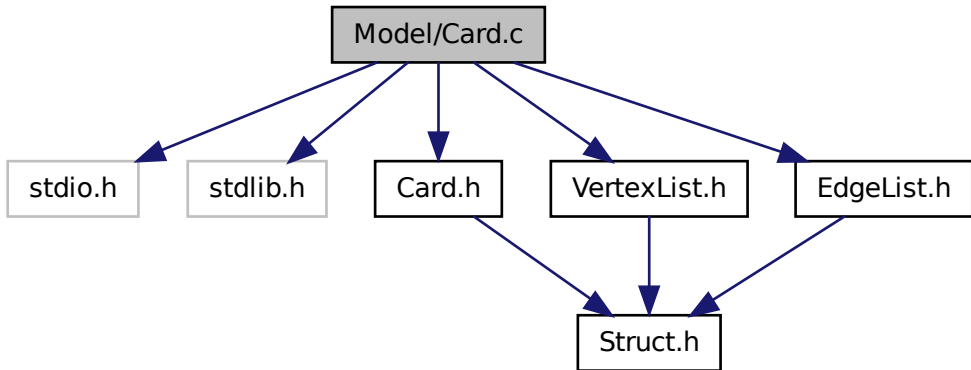 Model/Card.c
stdio.h
stdlib.h
Card.h
VertexList.h
EdgeList.h
Struct.h